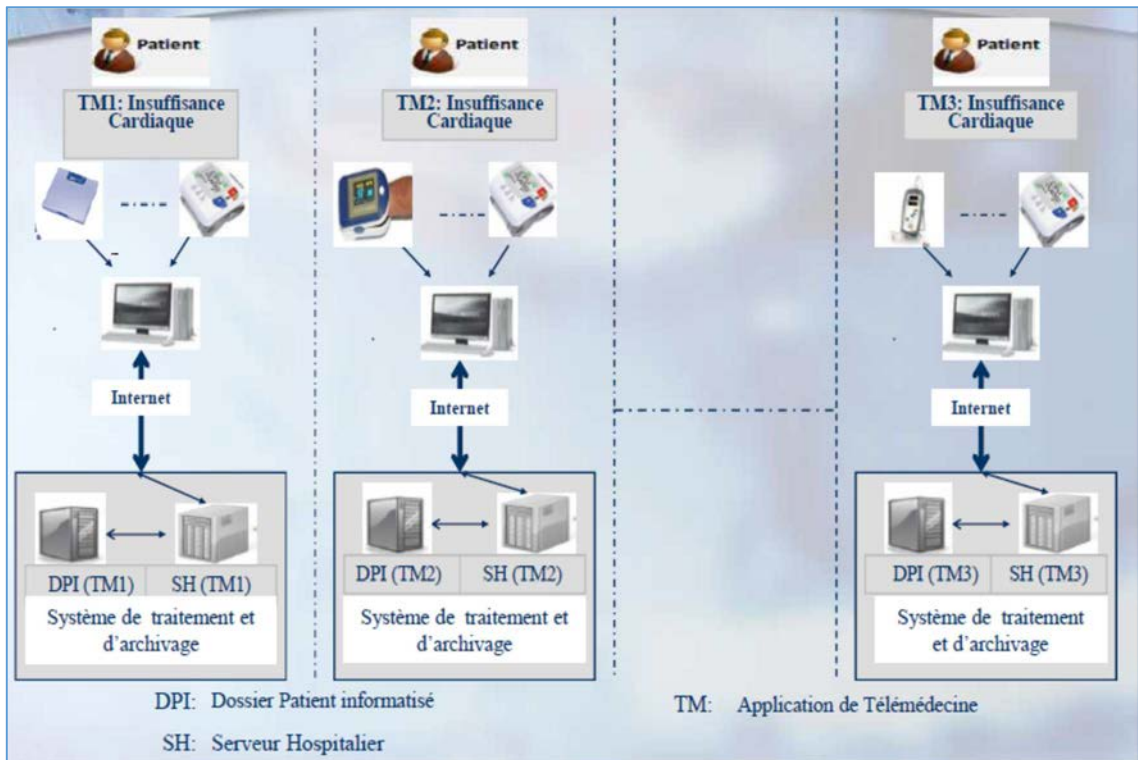 Patient
TM1: Insuffisance
Cardiaque
Internet
DPI (TM1) SH (TM1)
Système de traitement et
d'archivage
Patient
TM2: Insuffisance
Cardiaque
Internet
DPI (TM2) SH (TM2)
Système de traitement et
d'archivage
Patient
TM3: Insuffisance
Cardiaque
Internet
DPI (TM3) SH (TM3)
Système de traitement
et d'archivage
DPI: Dossier Patient informatisé
TM: Application de Télémédecine
SH: Serveur Hospitalier